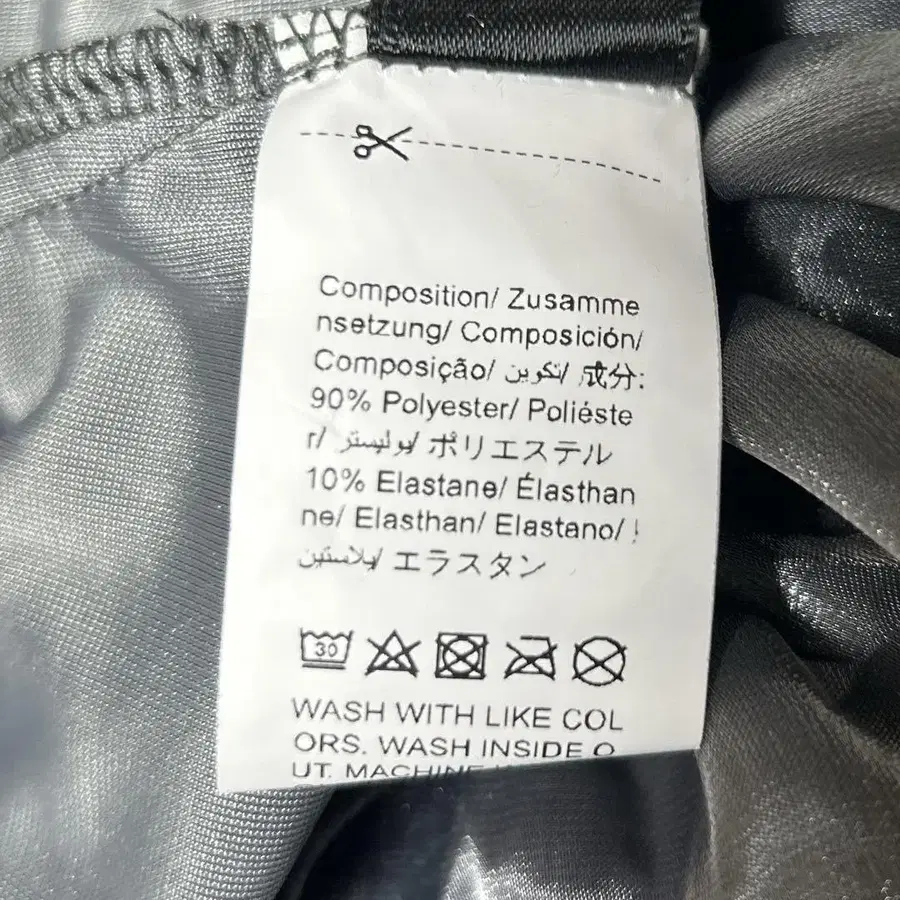 Composition/ Zusamme
nsetzung/ Composición/
Composição/ تكوين/ 成分:
90% Polyester/ Poliéste
r/ بوليستر/ ポリエステル
10% Elastane/ Élasthan
ne/ Elasthan/ Elastano/
إيلاستين/ エラスタン
30
WASH WITH LIKE COL
ORS. WASH INSIDE O
UT. MACHINE